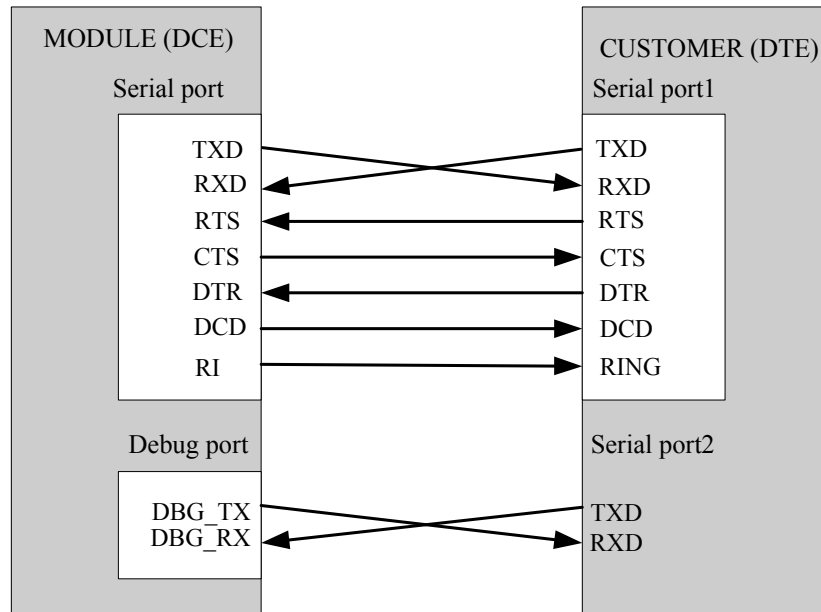 MODULE (DCE)
Serial port
TXD
RXD
RTS
CTS
DTR
DCD
RI
Debug port
DBG_TX
DBG_RX
CUSTOMER (DTE)
Serial port1
TXD
RXD
RTS
CTS
DTR
DCD
RING
Serial port2
TXD
RXD